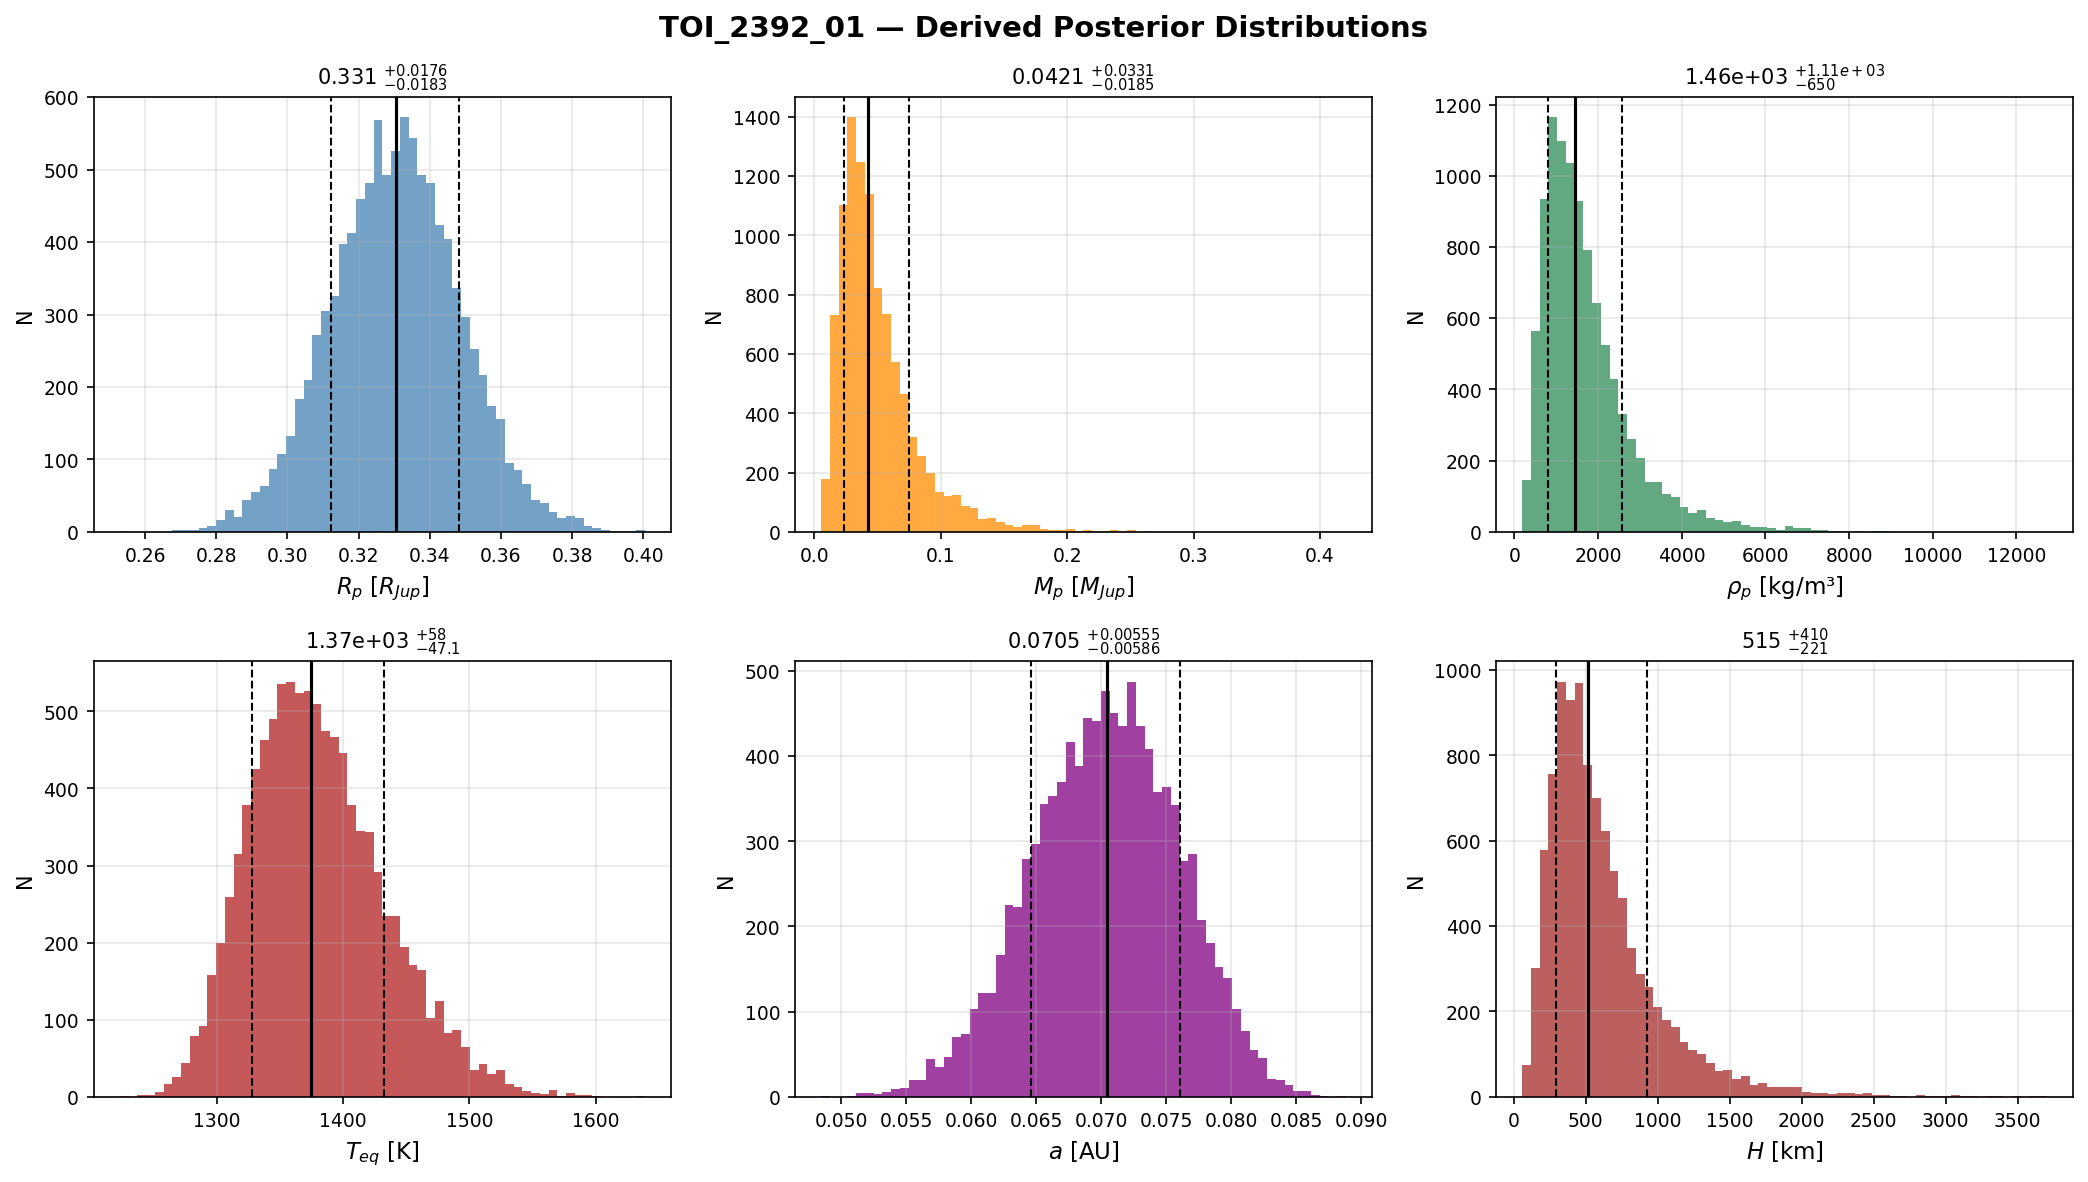 TOI_2392_01 — Derived Posterior Distributions
0.331 +0.0176 −0.0183
600
500
400
300
200
100
0
N
0.26 0.28 0.30 0.32 0.34 0.36 0.38 0.40
Rp [RJup]
0.0421 +0.0331 −0.0185
1400
1200
1000
800
600
400
200
0
N
0.0 0.1 0.2 0.3 0.4
Mp [MJup]
1.46e+03 +1.11e+03 −650
1200
1000
800
600
400
200
0
N
0 2000 4000 6000 8000 10000 12000
ρp [kg/m³]
1.37e+03 +58 −47.1
500
400
300
200
100
0
N
1300 1400 1500 1600
Teq [K]
0.0705 +0.00555 −0.00586
500
400
300
200
100
0
N
0.050 0.055 0.060 0.065 0.070 0.075 0.080 0.085 0.090
a [AU]
515 +410 −221
1000
800
600
400
200
0
N
0 500 1000 1500 2000 2500 3000 3500
H [km]